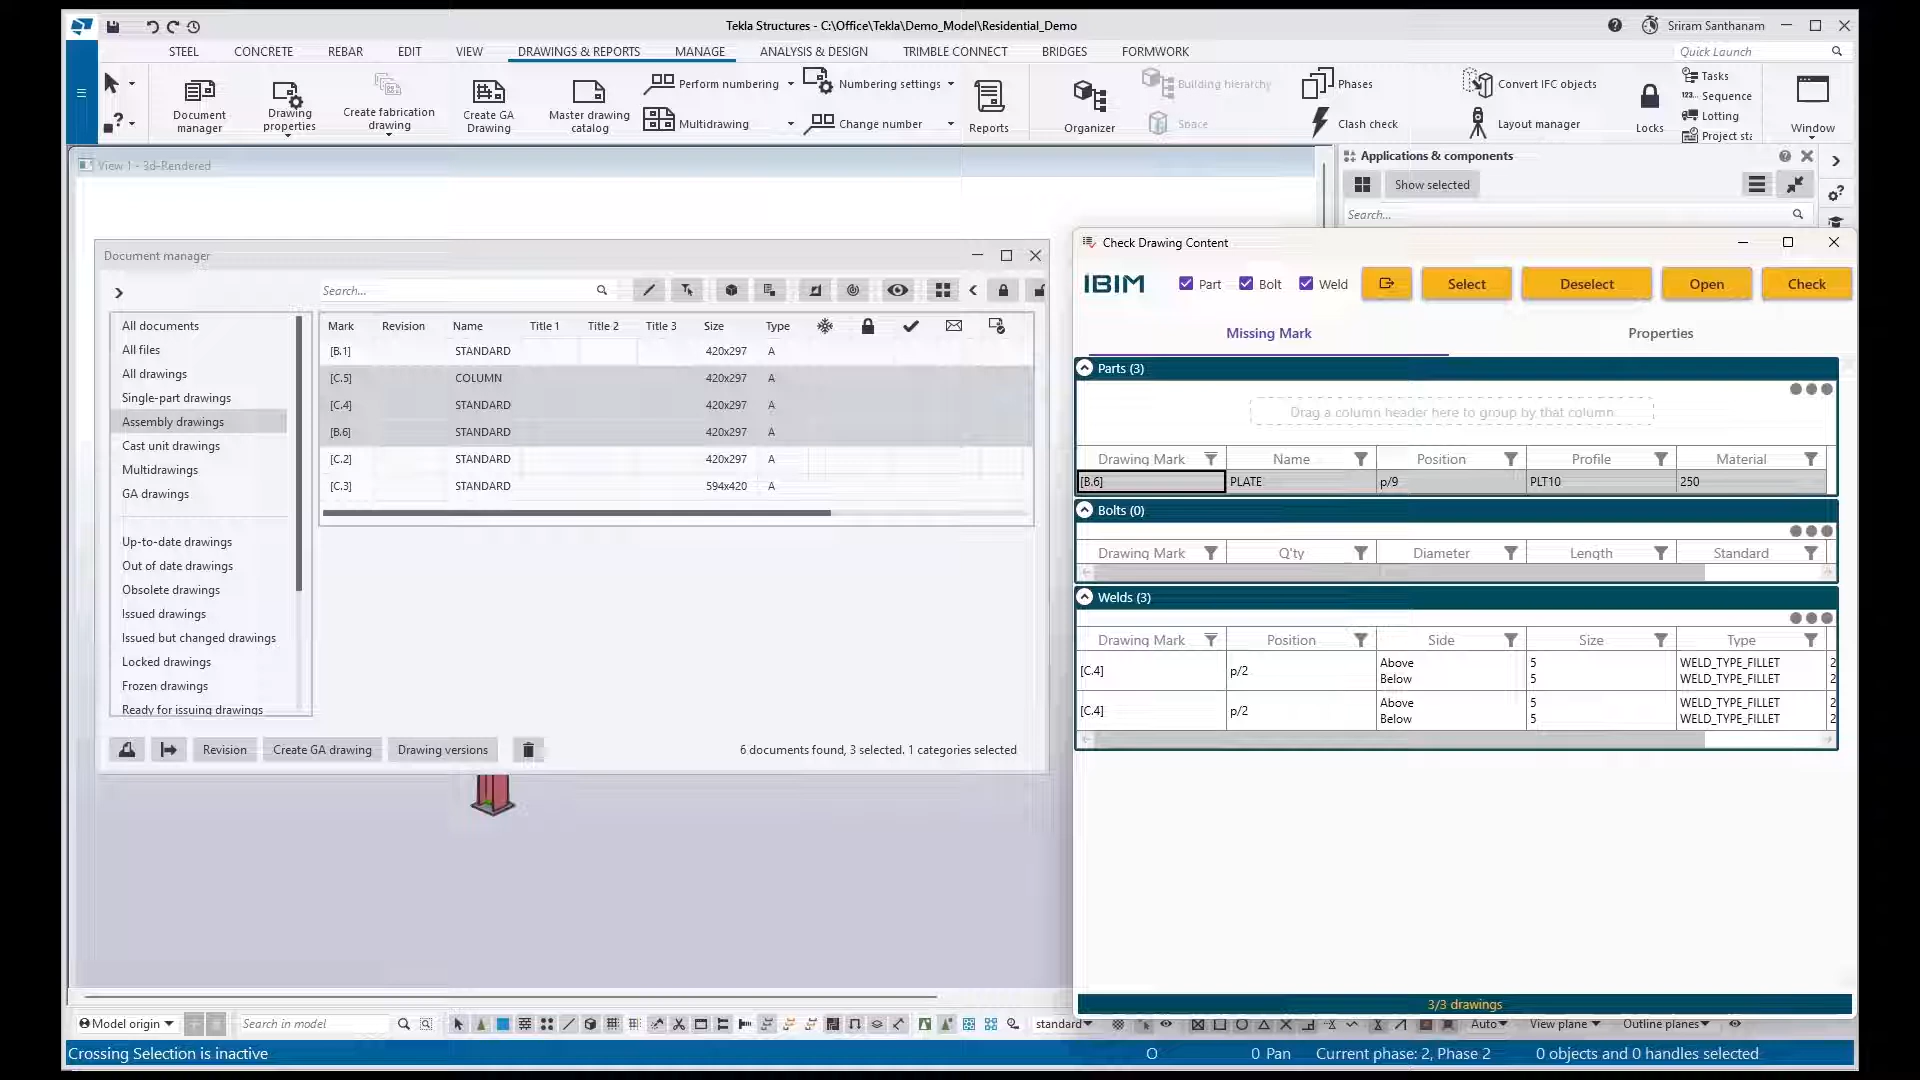 Tekla Structures - C:\Office\Tekla\Demo_Model\Residential_Demo
Sriram Santhanam
STEEL CONCRETE REBAR EDIT VIEW DRAWINGS & REPORTS MANAGE ANALYSIS & DESIGN TRIMBLE CONNECT BRIDGES FORMWORK
Quick Launch
Document manager
Drawing properties
Create fabrication drawing
Create GA Drawing
Master drawing catalog
Perform numbering
Multidrawing
Numbering settings
Change number
Reports
Organizer
Building hierarchy
Space
Phases
Clash check
Convert IFC objects
Layout manager
Locks
Tasks
Sequence
Lotting
Project sta
Window
View 1 - 3d-Rendered
Applications & components
Show selected
Search...
Document manager
Search...
All documents
All files
All drawings
Single-part drawings
Assembly drawings
Cast unit drawings
Multidrawings
GA drawings
Up-to-date drawings
Out of date drawings
Obsolete drawings
Issued drawings
Issued but changed drawings
Locked drawings
Frozen drawings
Ready for issuing drawings
Mark Revision Name Title 1 Title 2 Title 3 Size Type
[B.1] STANDARD 420x297 A
[C.5] COLUMN 420x297 A
[C.4] STANDARD 420x297 A
[B.6] STANDARD 420x297 A
[C.2] STANDARD 420x297 A
[C.3] STANDARD 594x420 A
Revision Create GA drawing Drawing versions
6 documents found, 3 selected. 1 categories selected
Check Drawing Content
IBIM Part Bolt Weld Select Deselect Open Check
Missing Mark Properties
Parts (3)
Drag a column header here to group by that column
Drawing Mark Name Position Profile Material
[B.6] PLATE p/9 PLT10 250
Bolts (0)
Drawing Mark Q'ty Diameter Length Standard
Welds (3)
Drawing Mark Position Side Size Type
[C.4] p/2 Above 5 WELD_TYPE_FILLET 2
Below 5 WELD_TYPE_FILLET 2
[C.4] p/2 Above 5 WELD_TYPE_FILLET 2
Below 5 WELD_TYPE_FILLET 2
3/3 drawings
Model origin Search in model standard Auto View plane Outline planes
Crossing Selection is inactive O 0 Pan Current phase: 2, Phase 2 0 objects and 0 handles selected